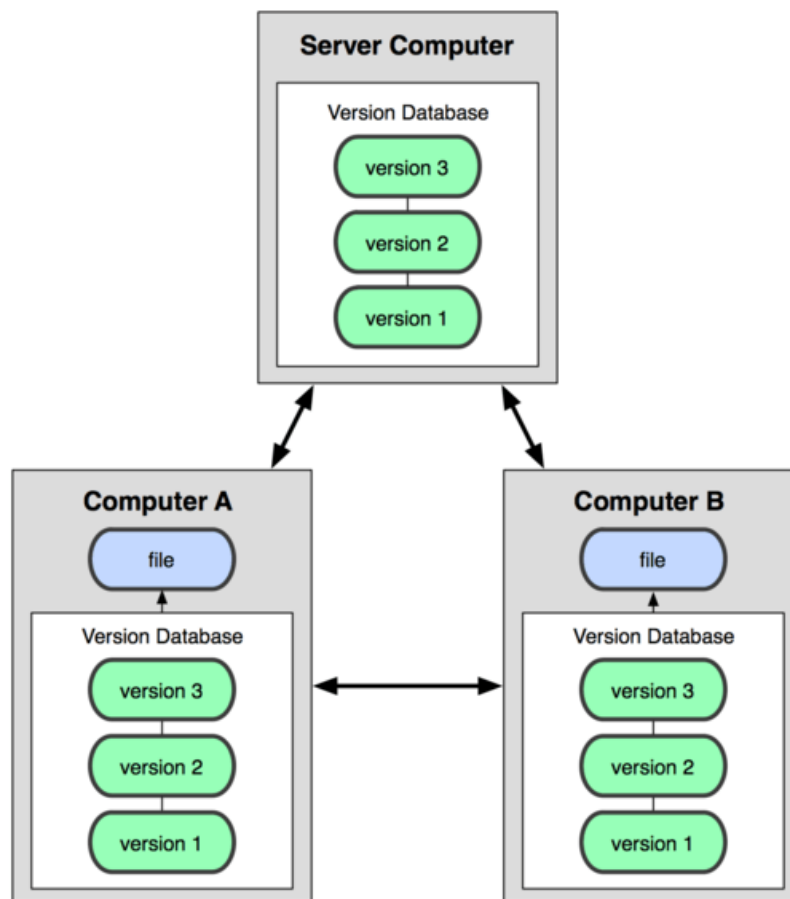 Server Computer
Version Database
version 3
version 2
version 1
Computer A
file
Version Database
version 3
version 2
version 1
Computer B
file
Version Database
version 3
version 2
version 1